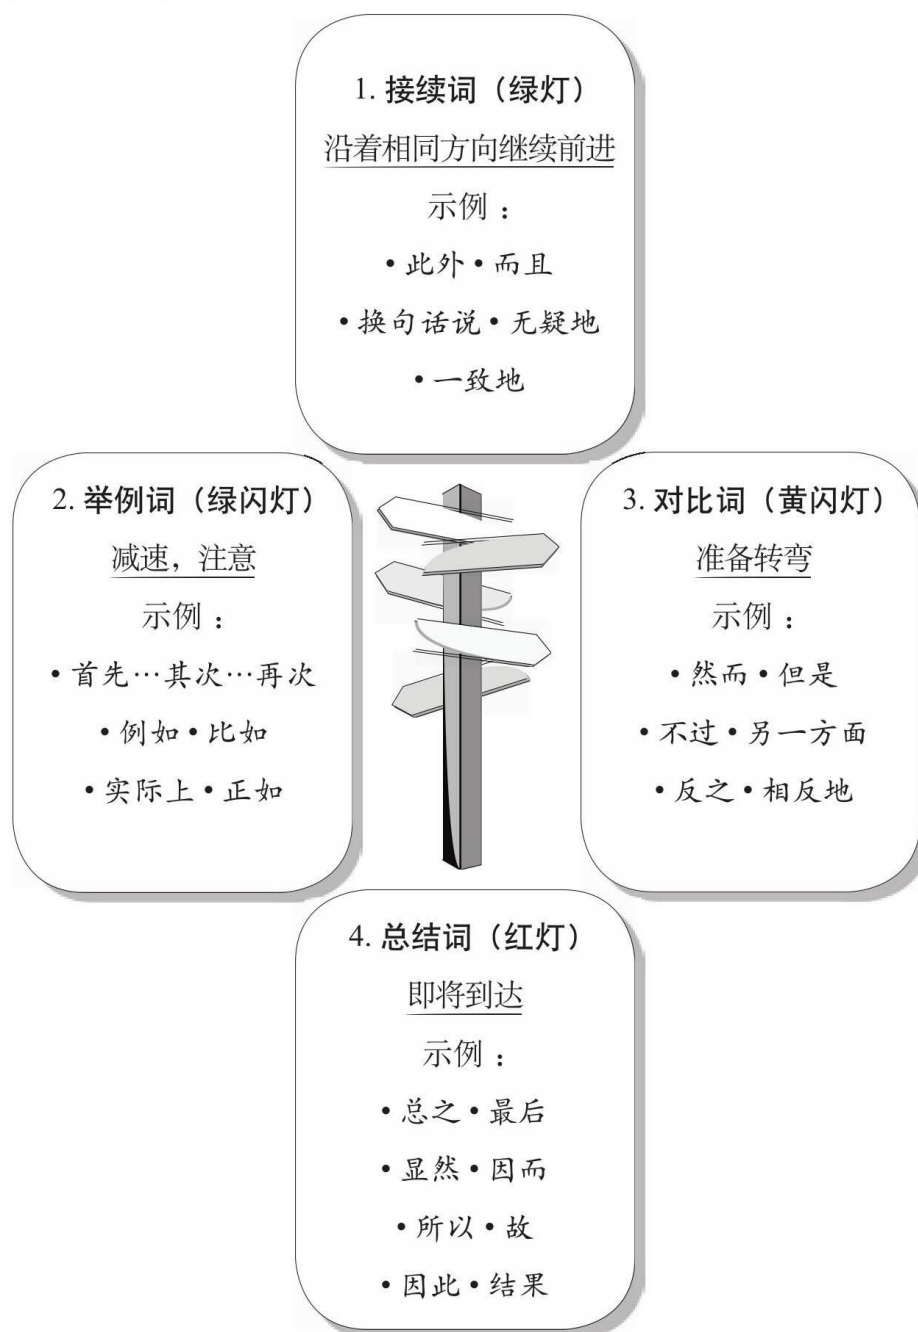 1. 接续词（绿灯）
沿着相同方向继续前进
示例：
•此外•而且
•换句话说•无疑地
•一致地
2. 举例词（绿闪灯）
减速，注意
示例：
•首先…其次…再次
•例如•比如
•实际上•正如
3. 对比词（黄闪灯）
准备转弯
示例：
•然而•但是
•不过•另一方面
•反之•相反地
4. 总结词（红灯）
即将到达
示例：
•总之•最后
•显然•因而
•所以•故
•因此•结果